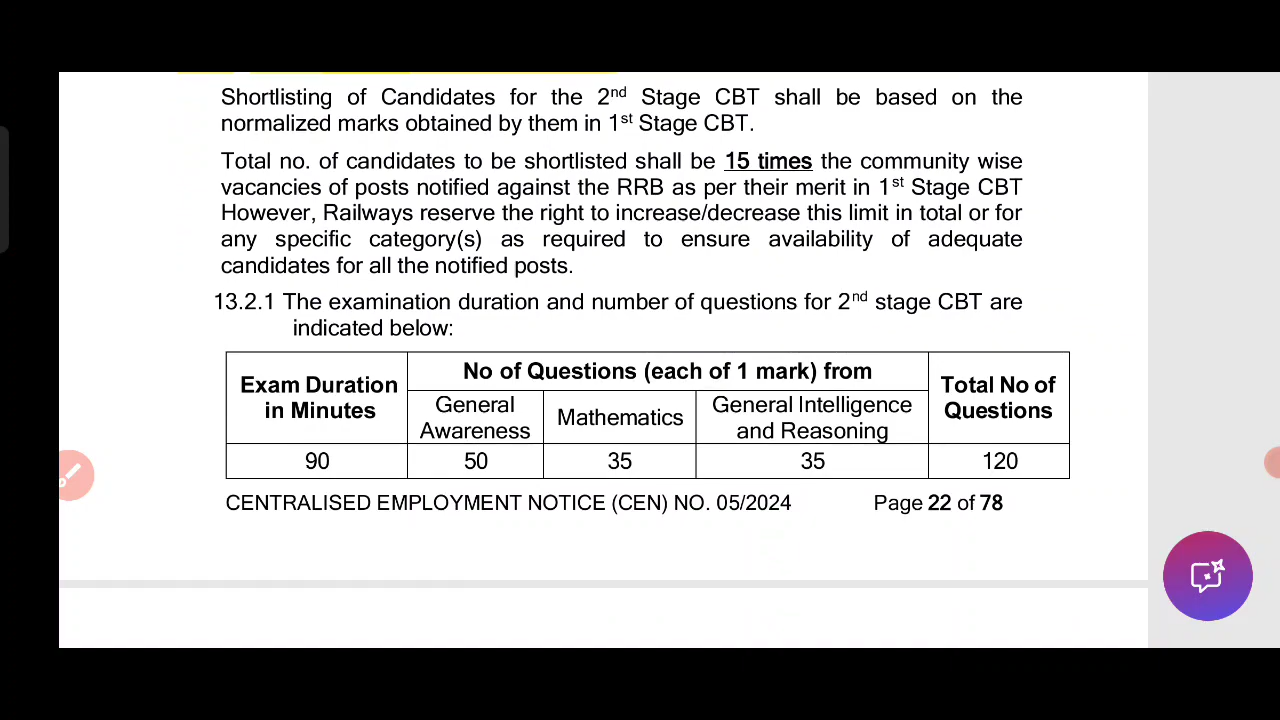 Shortlisting of Candidates for the 2nd Stage CBT shall be based on the
normalized marks obtained by them in 1st Stage CBT.
Total no. of candidates to be shortlisted shall be 15 times the community wise
vacancies of posts notified against the RRB as per their merit in 1st Stage CBT
However, Railways reserve the right to increase/decrease this limit in total or for
any specific category(s) as required to ensure availability of adequate
candidates for all the notified posts.
13.2.1 The examination duration and number of questions for 2nd stage CBT are
indicated below:
Exam Duration
in Minutes
No of Questions (each of 1 mark) from
Total No of
Questions
General
Awareness
Mathematics
General Intelligence
and Reasoning
90 50 35 35 120
CENTRALISED EMPLOYMENT NOTICE (CEN) NO. 05/2024 Page 22 of 78